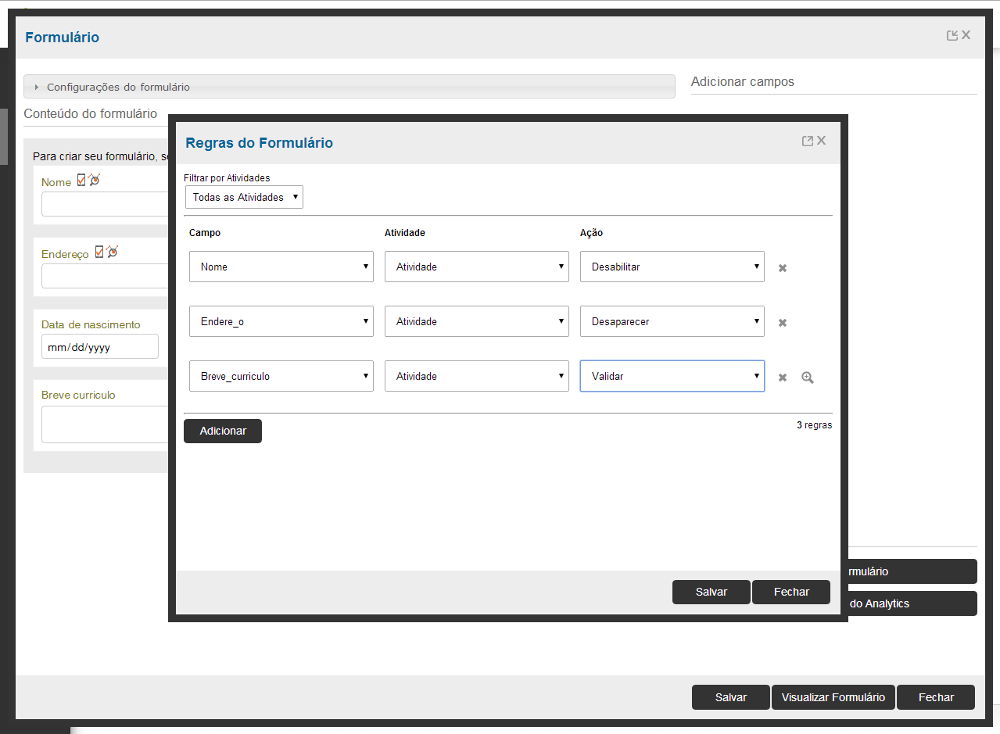 Formulário
X
Configurações do formulário
Adicionar campos
Conteúdo do formulário
Para criar seu formulário,
Nome
Endereço
Data de nascimento
mm/dd/yyyy
Breve curriculo
Regras do Formulário
X
Filtrar por Atividades
Todas as Atividades
Campo Atividade Ação
Nome Atividade Desabilitar
Endere_o Atividade Desaparecer
Breve_curriculo Atividade Validar
Adicionar
3 regras
Salvar Fechar
rmulário
do Analytics
Salvar Visualizar Formulário Fechar